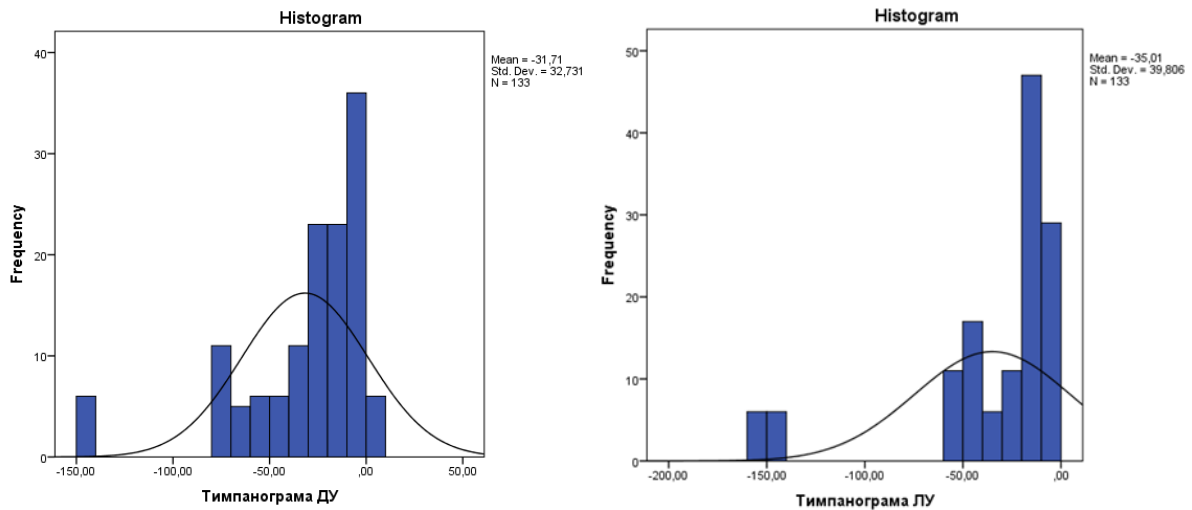 Histogram
Mean = -31,71
Std. Dev. = 32,731
N = 133
40
30
20
10
0
Frequency
-150,00
-100,00
-50,00
,00
50,00
Тимпанограма ДУ
Histogram
Mean = -35,01
Std. Dev. = 39,806
N = 133
50
40
30
20
10
0
Frequency
-200,00
-150,00
-100,00
-50,00
,00
Тимпанограма ЛУ